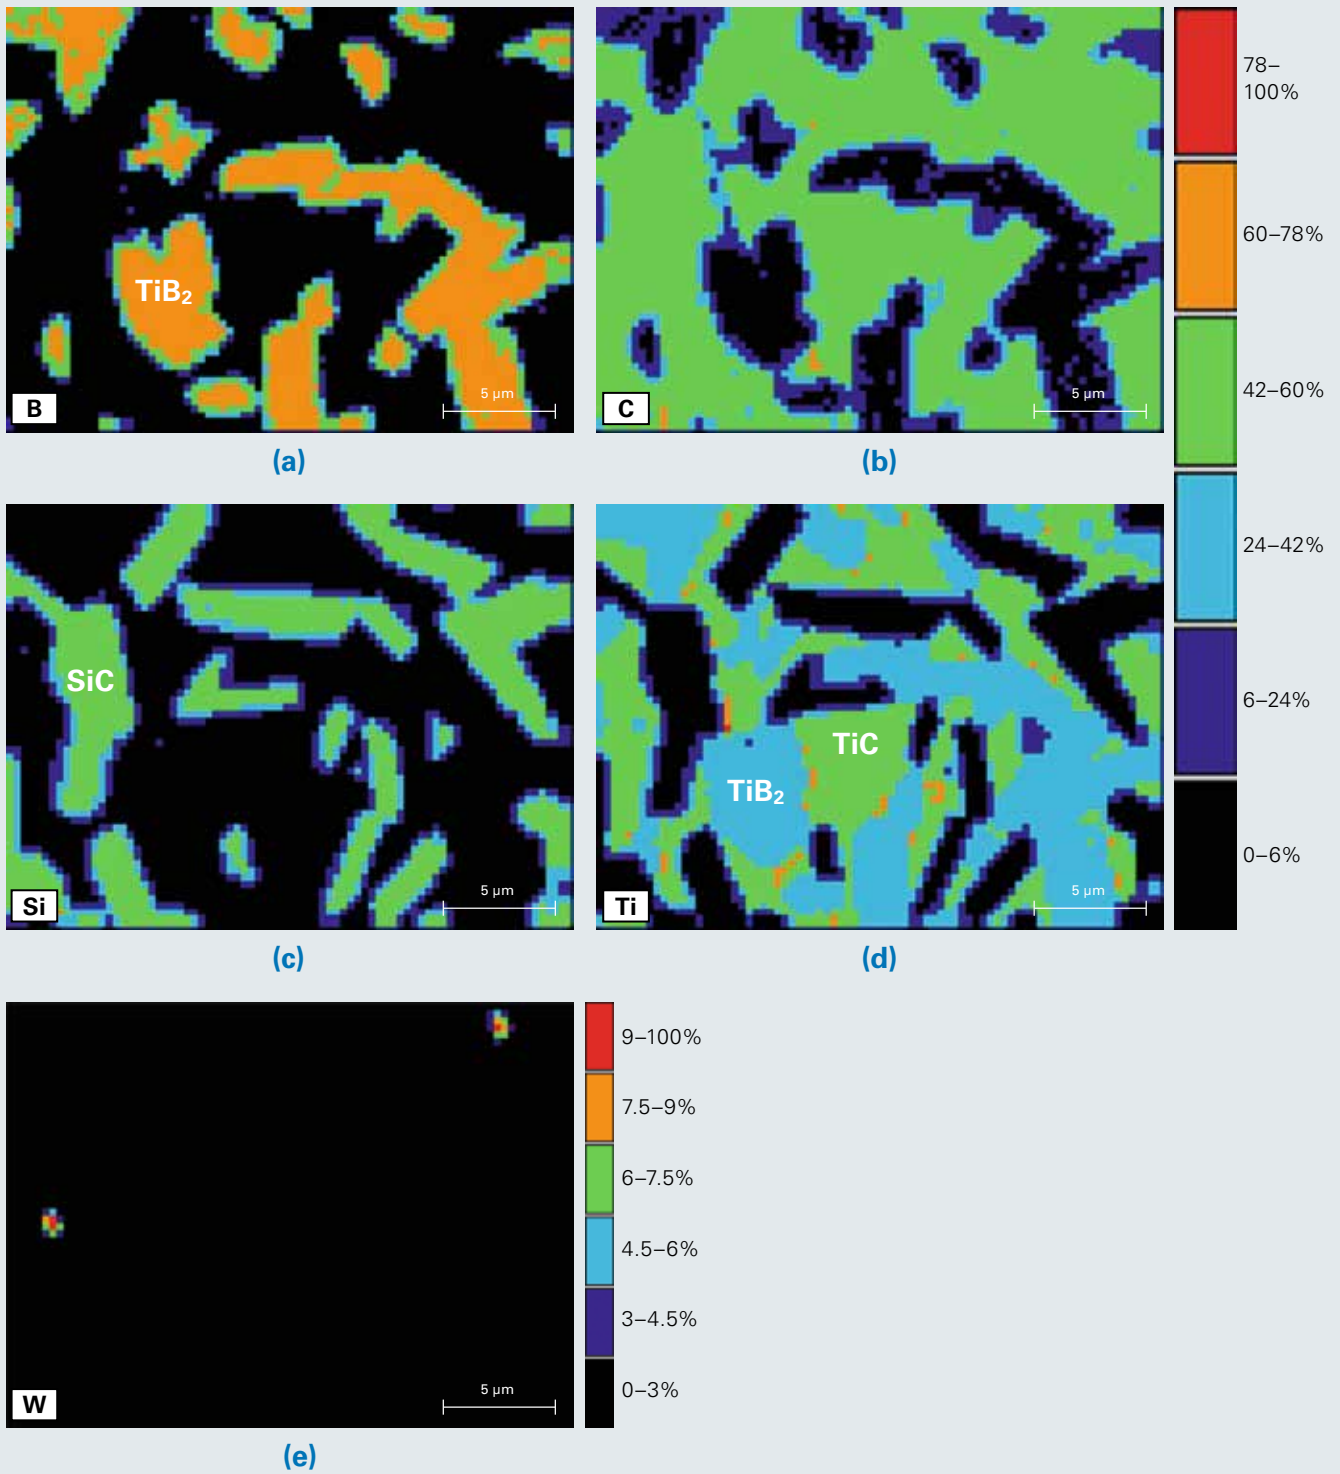 TiB₂
5 µm
B
(a)
5 µm
C
(b)
78–
100%
60–78%
42–60%
24–42%
6–24%
0–6%
SiC
5 µm
Si
(c)
TiC
TiB₂
5 µm
Ti
(d)
5 µm
W
(e)
9–100%
7.5–9%
6–7.5%
4.5–6%
3–4.5%
0–3%